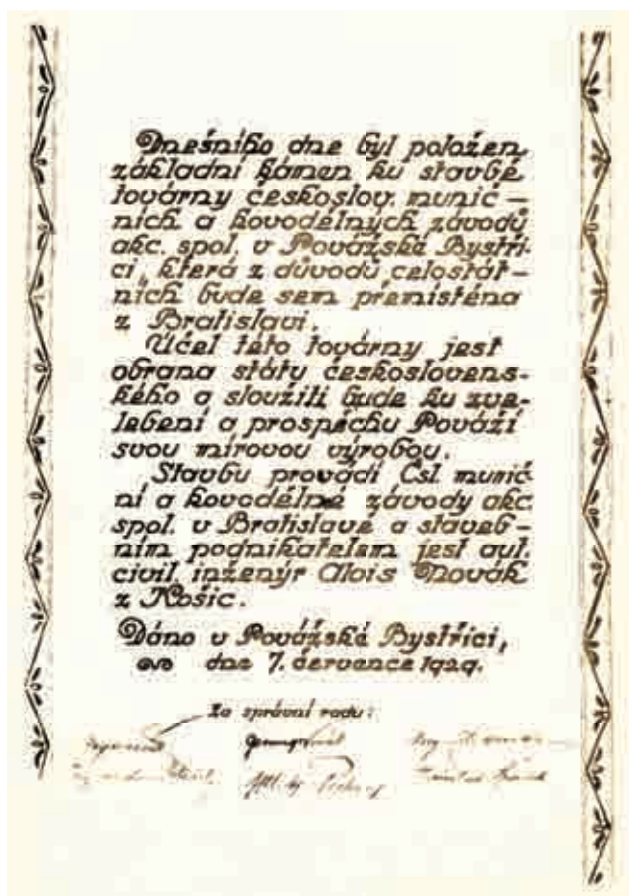 Dnešního dne byl položen
základní kámen ku stavbě
továrny českoslov. munič-
ních a kovodělných závodů
akc. spol. v Povážské Bystři-
ci, která z důvodů celostát-
ních bude sem přemístěna
z Bratislavi.
Účel této továrny jest
obrana státu českosloven-
ského a sloužiti bude ku zve-
lebení a prospěchu Považí
svou mírovou výrobou.
Stavbu provádí Čsl. munič-
ní a kovodělné závody akc.
spol. v Bratislavě a staveb-
ním podnikatelem jest aut.
civil. inženýr Alois Novák
z Košic.
Dáno v Povážské Bystřici,
dne 7. července 1929.
Za správní radu: